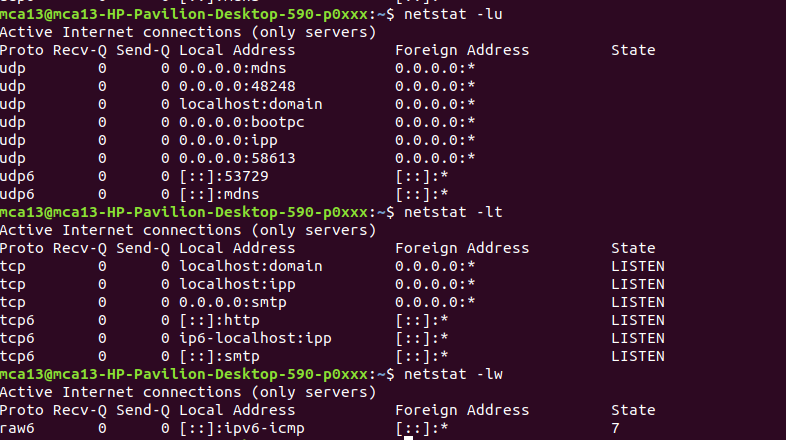 mca13@mca13-HP-Pavilion-Desktop-590-p0xxx:~$ netstat -lu
Active Internet connections (only servers)
Proto Recv-Q Send-Q Local Address           Foreign Address         State
udp        0      0 0.0.0.0:mdns            0.0.0.0:*
udp        0      0 0.0.0.0:48248           0.0.0.0:*
udp        0      0 localhost:domain        0.0.0.0:*
udp        0      0 0.0.0.0:bootpc          0.0.0.0:*
udp        0      0 0.0.0.0:ipp             0.0.0.0:*
udp        0      0 0.0.0.0:58613           0.0.0.0:*
udp6       0      0 [::]:53729              [::]:*
udp6       0      0 [::]:mdns               [::]:*
mca13@mca13-HP-Pavilion-Desktop-590-p0xxx:~$ netstat -lt
Active Internet connections (only servers)
Proto Recv-Q Send-Q Local Address           Foreign Address         State
tcp        0      0 localhost:domain        0.0.0.0:*               LISTEN
tcp        0      0 localhost:ipp           0.0.0.0:*               LISTEN
tcp        0      0 0.0.0.0:smtp            0.0.0.0:*               LISTEN
tcp6       0      0 [::]:http               [::]:*                  LISTEN
tcp6       0      0 ip6-localhost:ipp       [::]:*                  LISTEN
tcp6       0      0 [::]:smtp               [::]:*                  LISTEN
mca13@mca13-HP-Pavilion-Desktop-590-p0xxx:~$ netstat -lw
Active Internet connections (only servers)
Proto Recv-Q Send-Q Local Address           Foreign Address         State
raw6       0      0 [::]:ipv6-icmp          [::]:*                  7